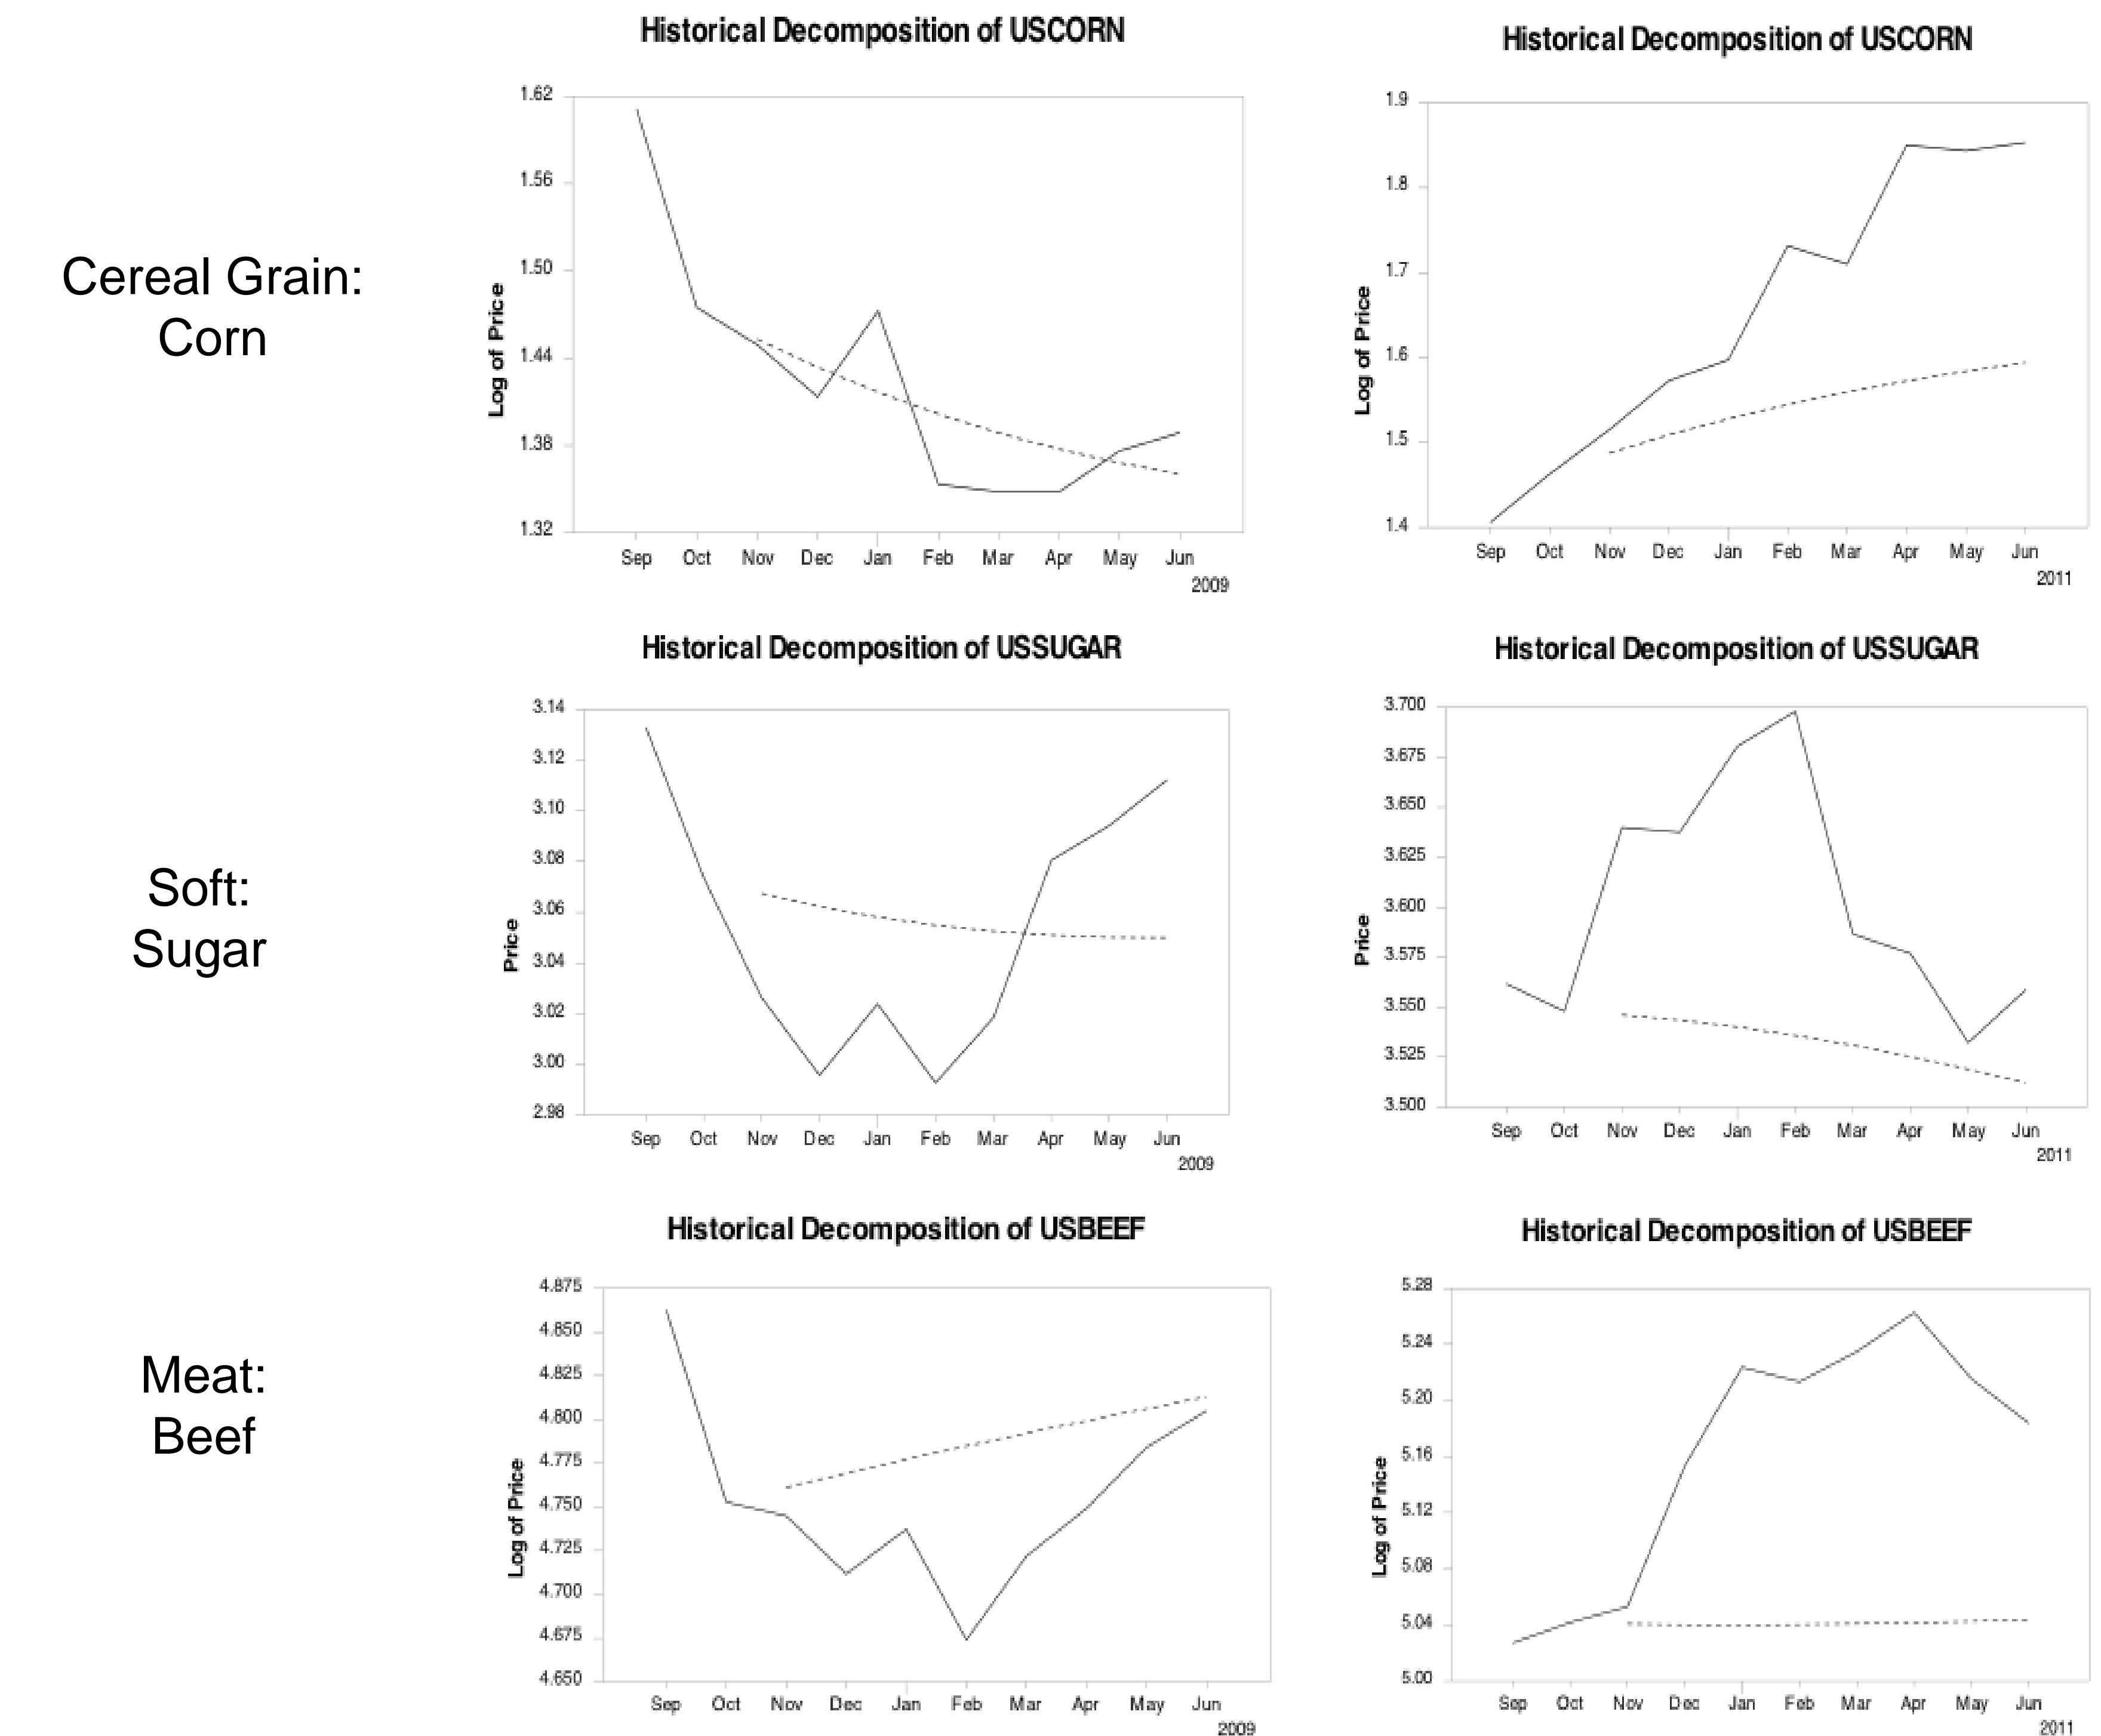 Historical Decomposition of USCORN
Historical Decomposition of USCORN
Cereal Grain:
Corn
Log of Price
1.62
1.56
1.50
1.44
1.38
1.32
Sep Oct Nov Dec Jan Feb Mar Apr May Jun
2009
Log of Price
1.9
1.8
1.7
1.6
1.5
1.4
Sep Oct Nov Dec Jan Feb Mar Apr May Jun
2011
Historical Decomposition of USSUGAR
Historical Decomposition of USSUGAR
Soft:
Sugar
Price
3.14
3.12
3.10
3.08
3.06
3.04
3.02
3.00
2.98
Sep Oct Nov Dec Jan Feb Mar Apr May Jun
2009
Price
3.700
3.675
3.650
3.625
3.600
3.575
3.550
3.525
3.500
Sep Oct Nov Dec Jan Feb Mar Apr May Jun
2011
Historical Decomposition of USBEEF
Historical Decomposition of USBEEF
Meat:
Beef
Log of Price
4.875
4.850
4.825
4.800
4.775
4.750
4.725
4.700
4.675
4.650
Sep Oct Nov Dec Jan Feb Mar Apr May Jun
2009
Log of Price
5.28
5.24
5.20
5.16
5.12
5.08
5.04
5.00
Sep Oct Nov Dec Jan Feb Mar Apr May Jun
2011